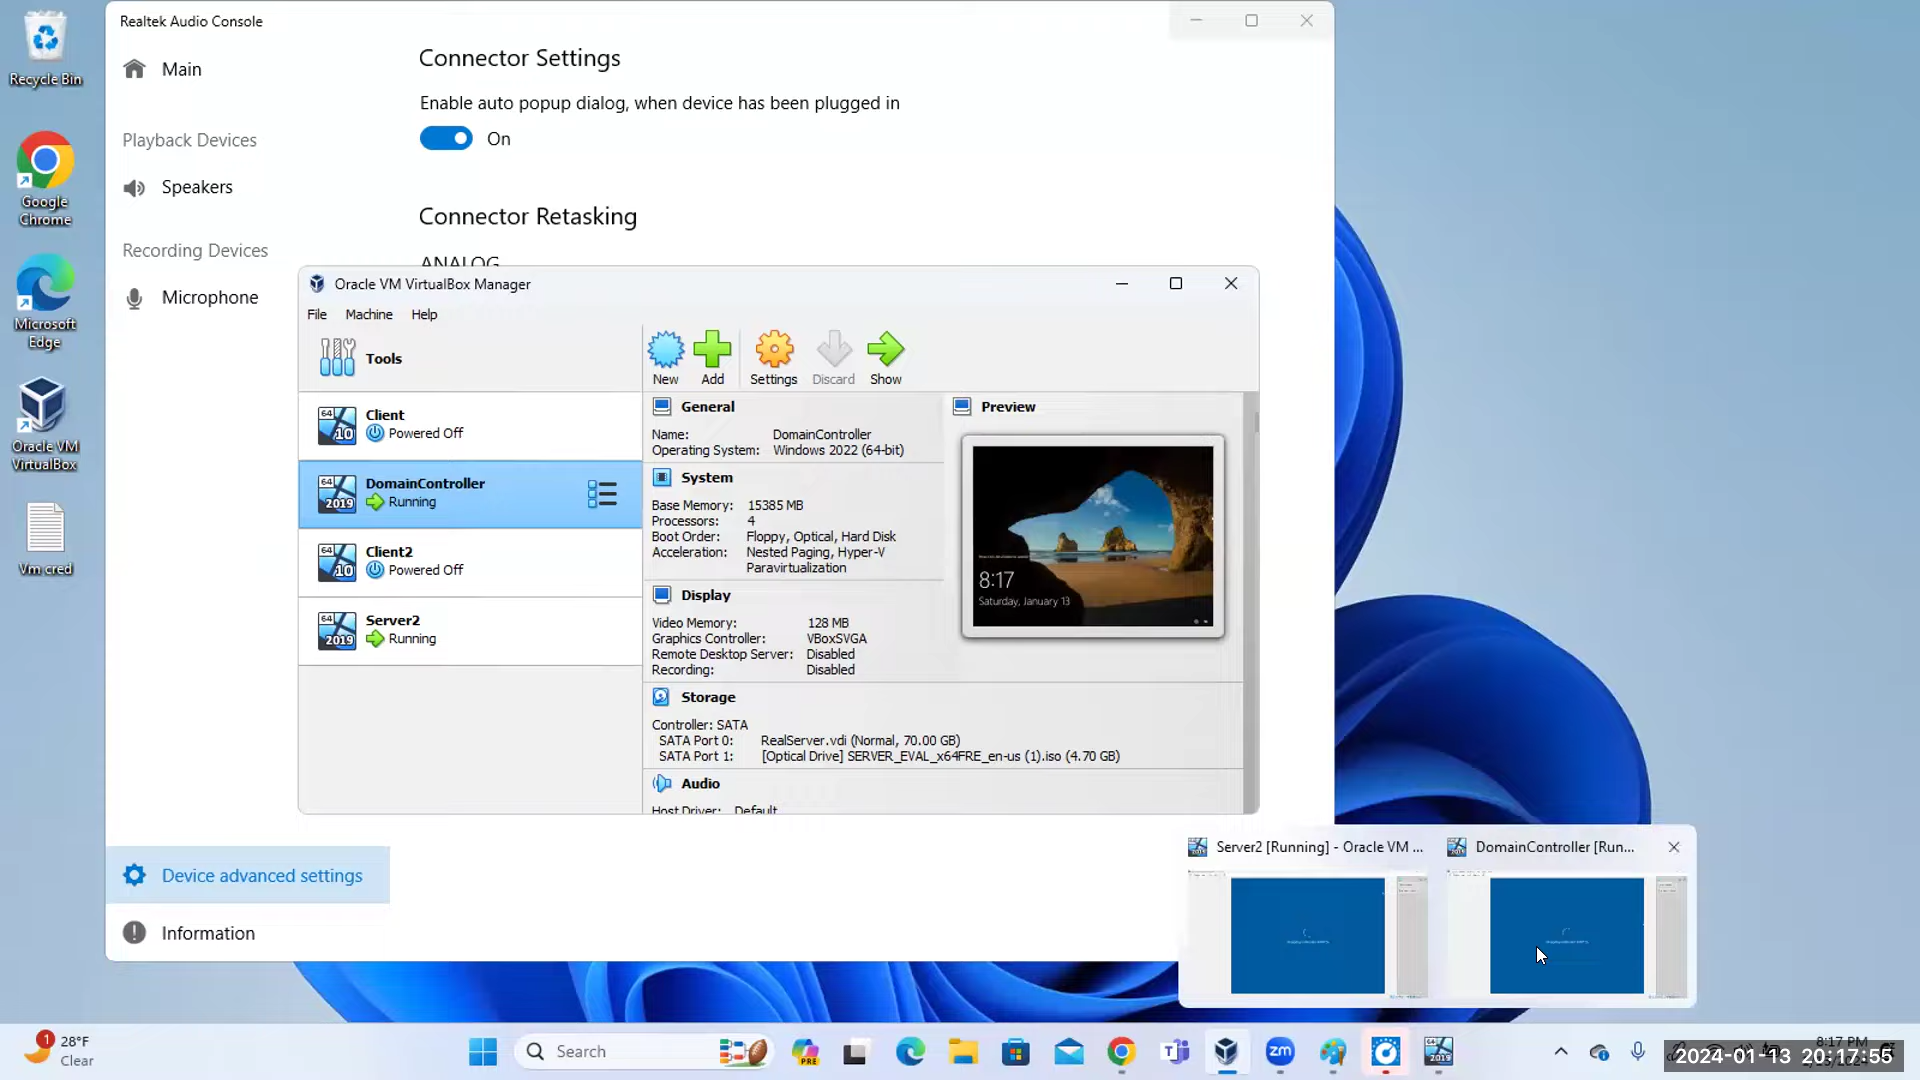 Recycle Bin
Google
Chrome
Microsoft
Edge
Oracle VM
VirtualBox
Vm cred
Realtek Audio Console
Main
Playback Devices
Speakers
Recording Devices
Microphone
Device advanced settings
Information
Connector Settings
Enable auto popup dialog, when device has been plugged in
On
Connector Retasking
ANALOG
Oracle VM VirtualBox Manager
File Machine Help
Tools
New Add Settings Discard Show
Client
Powered Off
DomainController
Running
Client2
Powered Off
Server2
Running
General
Name: DomainController
Operating System: Windows 2022 (64-bit)
System
Base Memory: 15385 MB
Processors: 4
Boot Order: Floppy, Optical, Hard Disk
Acceleration: Nested Paging, Hyper-V
Paravirtualization
Display
Video Memory: 128 MB
Graphics Controller: VBoxSVGA
Remote Desktop Server: Disabled
Recording: Disabled
Storage
Controller: SATA
SATA Port 0: RealServer.vdi (Normal, 70.00 GB)
SATA Port 1: [Optical Drive] SERVER_EVAL_x64FRE_en-us (1).iso (4.70 GB)
Audio
Host Driver: Default
Preview
8:17
Saturday, January 13
Server2 [Running] - Oracle VM ...
DomainController [Run...
1
28°F
Clear
Search
PRE
zm
8:17 PM
2024-01-13 20:17:55